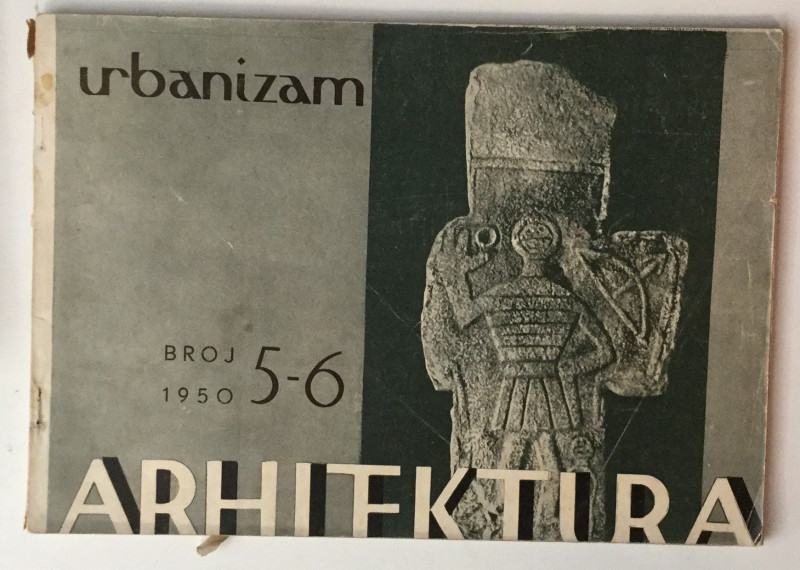 urbanizam
BROJ 5-6
1950
ARHITEKTURA